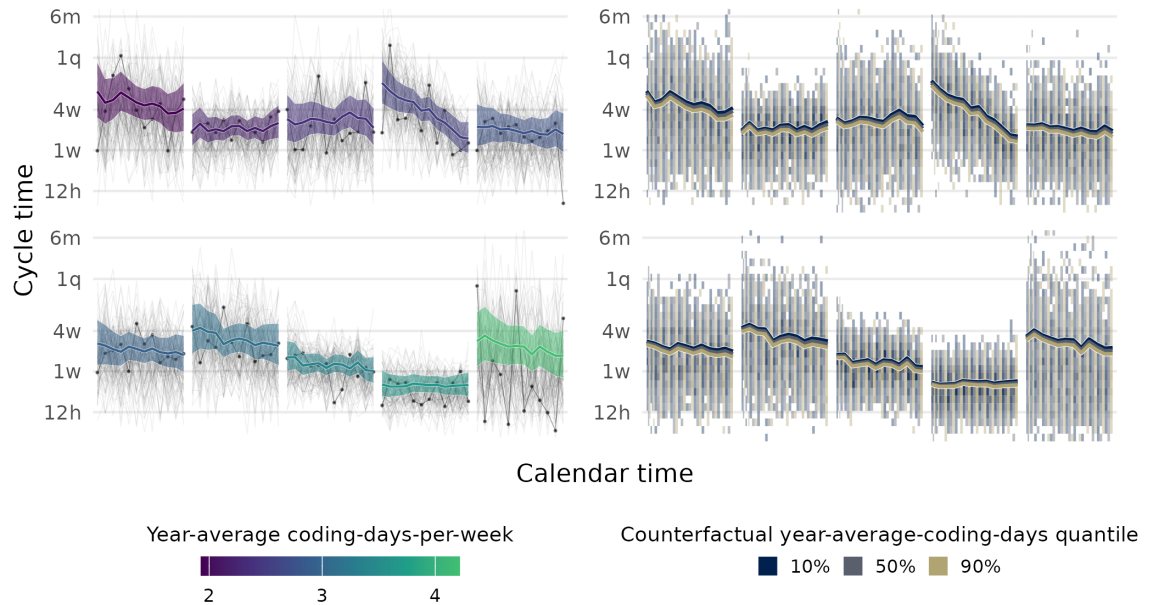 6m
1q
4w
1w
12h
6m
1q
4w
1w
12h
6m
1q
4w
1w
12h
6m
1q
4w
1w
12h
Cycle time
Calendar time
Year-average coding-days-per-week
2 3 4
Counterfactual year-average-coding-days quantile
10% 50% 90%